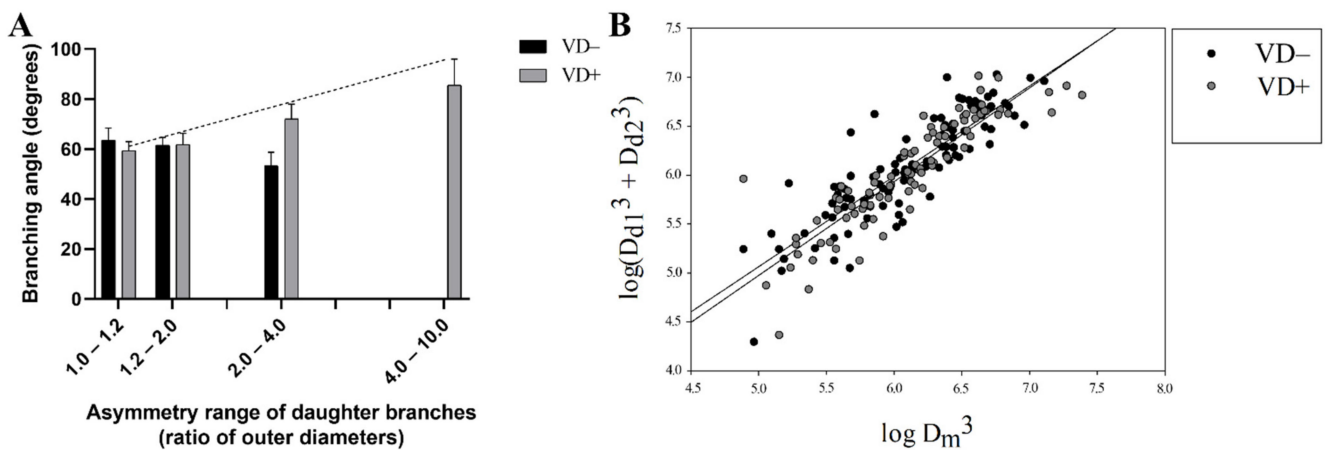 A
Branching angle (degrees)
100
80
60
40
20
0
1.0 – 1.2
1.2 – 2.0
2.0 – 4.0
4.0 – 10.0
Asymmetry range of daughter branches
(ratio of outer diameters)
VD–
VD+
B
log(Dd1³ + Dd2³)
7.5
7.0
6.5
6.0
5.5
5.0
4.0
4.5
5.0
5.5
6.0
6.5
7.0
7.5
8.0
log Dm³
VD–
VD+